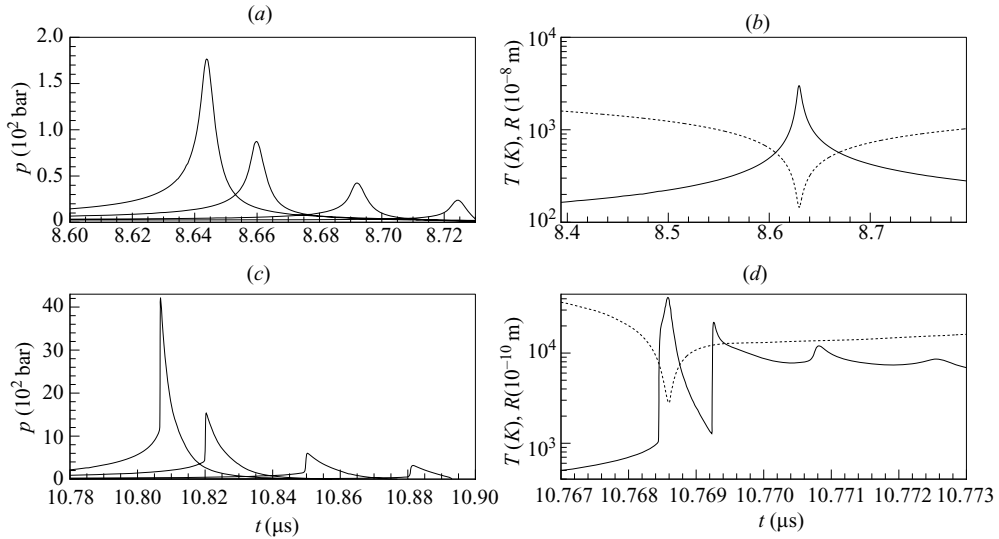 (a)
(b)
2.0
1.5
1.0
0.5
0
p (10² bar)
8.60 8.62 8.64 8.66 8.68 8.70 8.72
10⁴
10³
10²
T (K), R (10⁻⁸ m)
8.4 8.5 8.6 8.7
(c)
(d)
40
30
20
10
0
p (10² bar)
10.78 10.80 10.82 10.84 10.86 10.88 10.90
t (μs)
10⁴
10³
T (K), R(10⁻¹⁰ m)
10.767 10.768 10.769 10.770 10.771 10.772 10.773
t (μs)